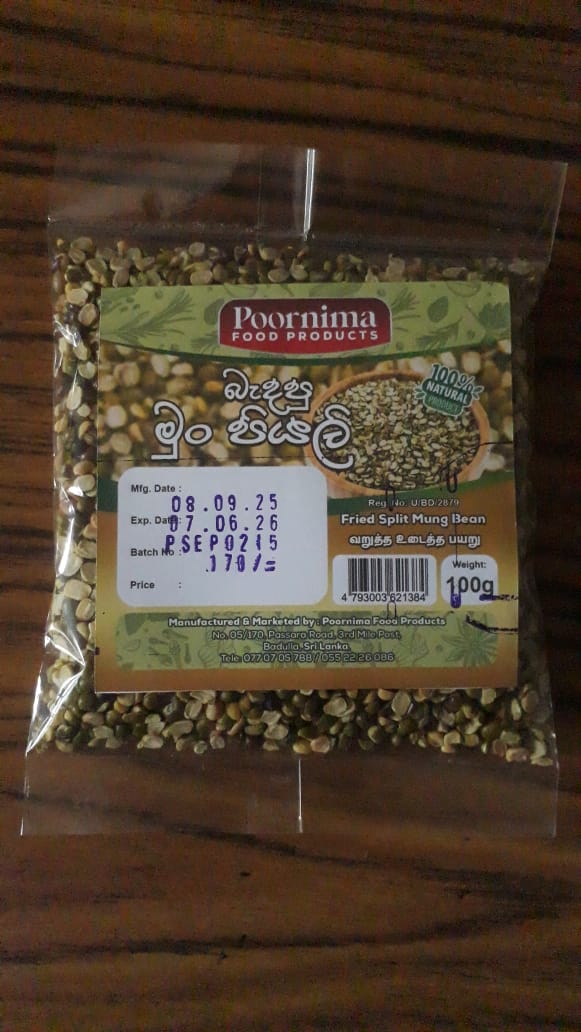 Poornima
FOOD PRODUCTS
බැදපු
මුං පියලි
100%
NATURAL
PRODUCT
Mfg. Date : 08.09.25
Exp. Date : 07.06.26
Batch No : PSEP0215
Price : .170/=
Reg. No: U/BD/2879
Fried Split Mung Bean
வறுத்த உடைத்த பயறு
4 793003 621384
Weight:
100g
Manufactured & Marketed by : Poornima Food Products
No. 05/170, Passara Road, 3rd Mile Post,
Badulla, Sri Lanka.
Tele: 077 07 05 788 / 055 22 26 086